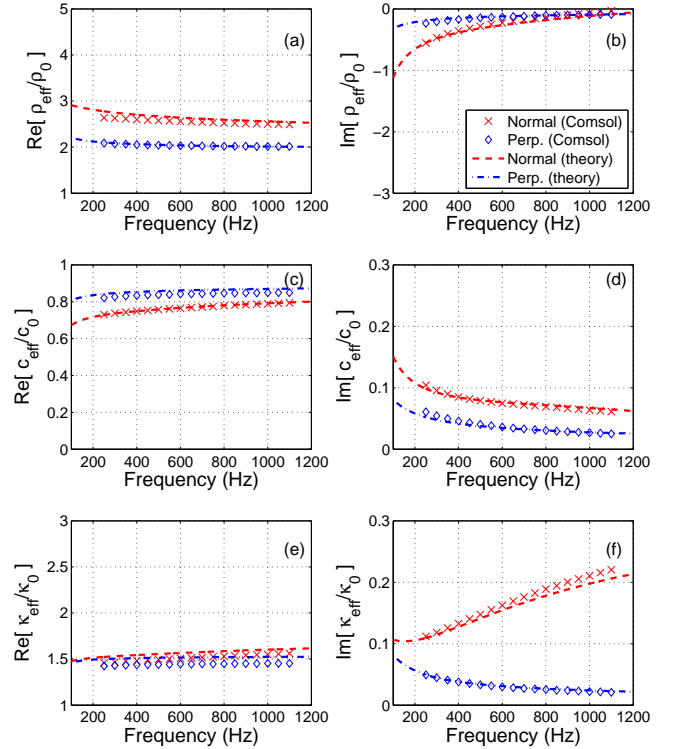 5
4
3
2
1
Re[ ρeff/ρ0 ]
(a)
200 400 600 800 1000 1200
Frequency (Hz)
0
−1
−2
−3
Im[ ρeff/ρ0 ]
(b)
Normal (Comsol)
Perp. (Comsol)
Normal (theory)
Perp. (theory)
200 400 600 800 1000 1200
Frequency (Hz)
1
0.8
0.6
0.4
0.2
0
Re[ ceff/c0 ]
(c)
200 400 600 800 1000 1200
Frequency (Hz)
0.3
0.2
0.1
0
Im[ ceff/c0 ]
(d)
200 400 600 800 1000 1200
Frequency (Hz)
3
2.5
2
1.5
1
Re[ κeff/κ0 ]
(e)
200 400 600 800 1000 1200
Frequency (Hz)
0.3
0.2
0.1
0
Im[ κeff/κ0 ]
(f)
200 400 600 800 1000 1200
Frequency (Hz)